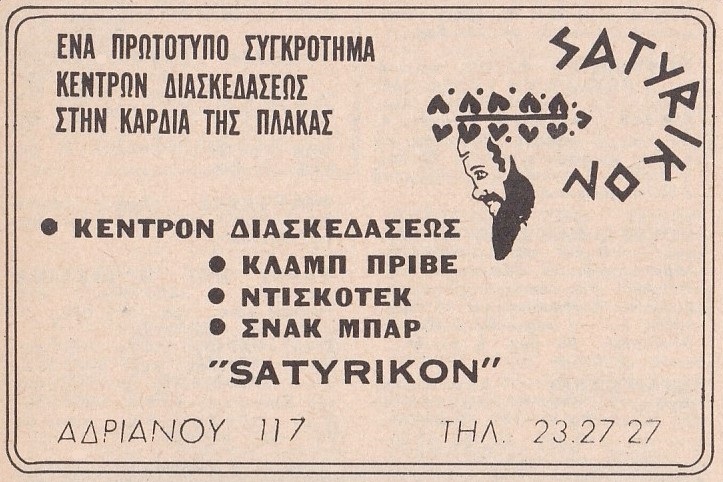 ΕΝΑ ΠΡΩΤΟΤΥΠΟ ΣΥΓΚΡΟΤΗΜΑ
ΚΕΝΤΡΩΝ ΔΙΑΣΚΕΔΑΣΕΩΣ
ΣΤΗΝ ΚΑΡΔΙΑ ΤΗΣ ΠΛΑΚΑΣ
SATYRIKON
• ΚΕΝΤΡΟΝ ΔΙΑΣΚΕΔΑΣΕΩΣ
• ΚΛΑΜΠ ΠΡΙΒΕ
• ΝΤΙΣΚΟΤΕΚ
• ΣΝΑΚ ΜΠΑΡ
"SATYRIKON"
ΑΔΡΙΑΝΟΥ 117 ΤΗΛ. 23.27.27